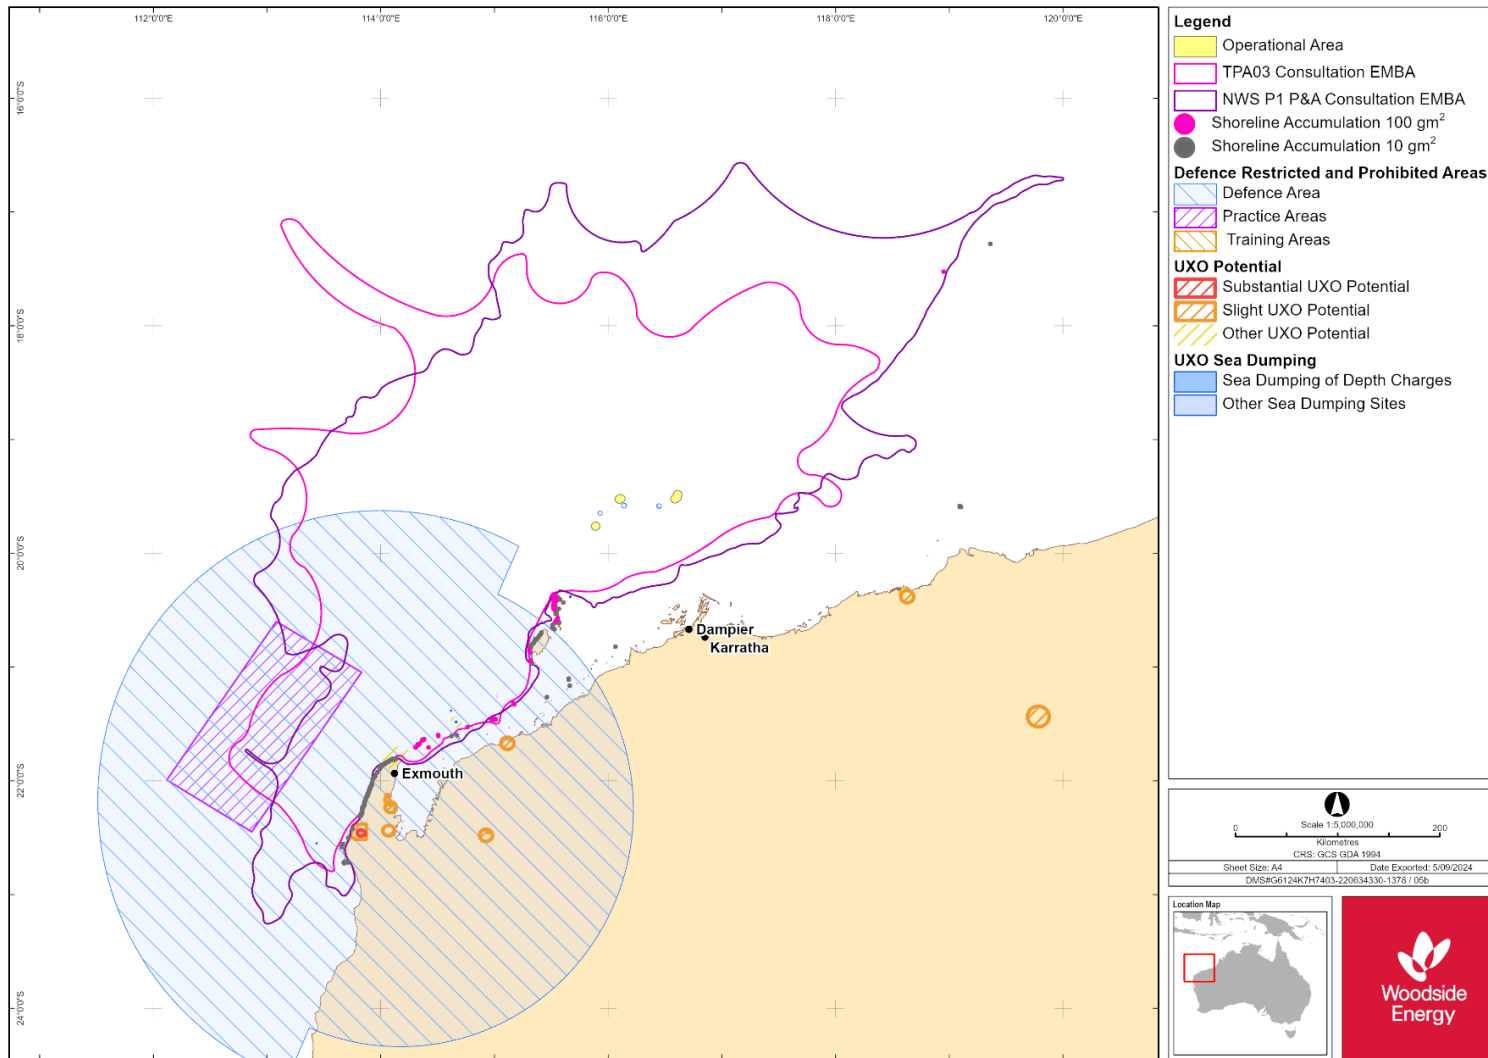 112°0'0"E
114°0'0"E
116°0'0"E
118°0'0"E
120°0'0"E
16°0'0"S
18°0'0"S
20°0'0"S
22°0'0"S
24°0'0"S
Dampier
Karratha
Exmouth
Legend
Operational Area
TPA03 Consultation EMBA
NWS P1 P&A Consultation EMBA
Shoreline Accumulation 100 gm²
Shoreline Accumulation 10 gm²
Defence Restricted and Prohibited Areas
Defence Area
Practice Areas
Training Areas
UXO Potential
Substantial UXO Potential
Slight UXO Potential
Other UXO Potential
UXO Sea Dumping
Sea Dumping of Depth Charges
Other Sea Dumping Sites
Scale 1:5,000,000
0 200
Kilometres
CRS: GCS GDA 1994
Sheet Size: A4 Date Exported: 5/09/2024
DMS#G6124K7H7403-220634330-1378 / 05b
Location Map
Woodside
Energy